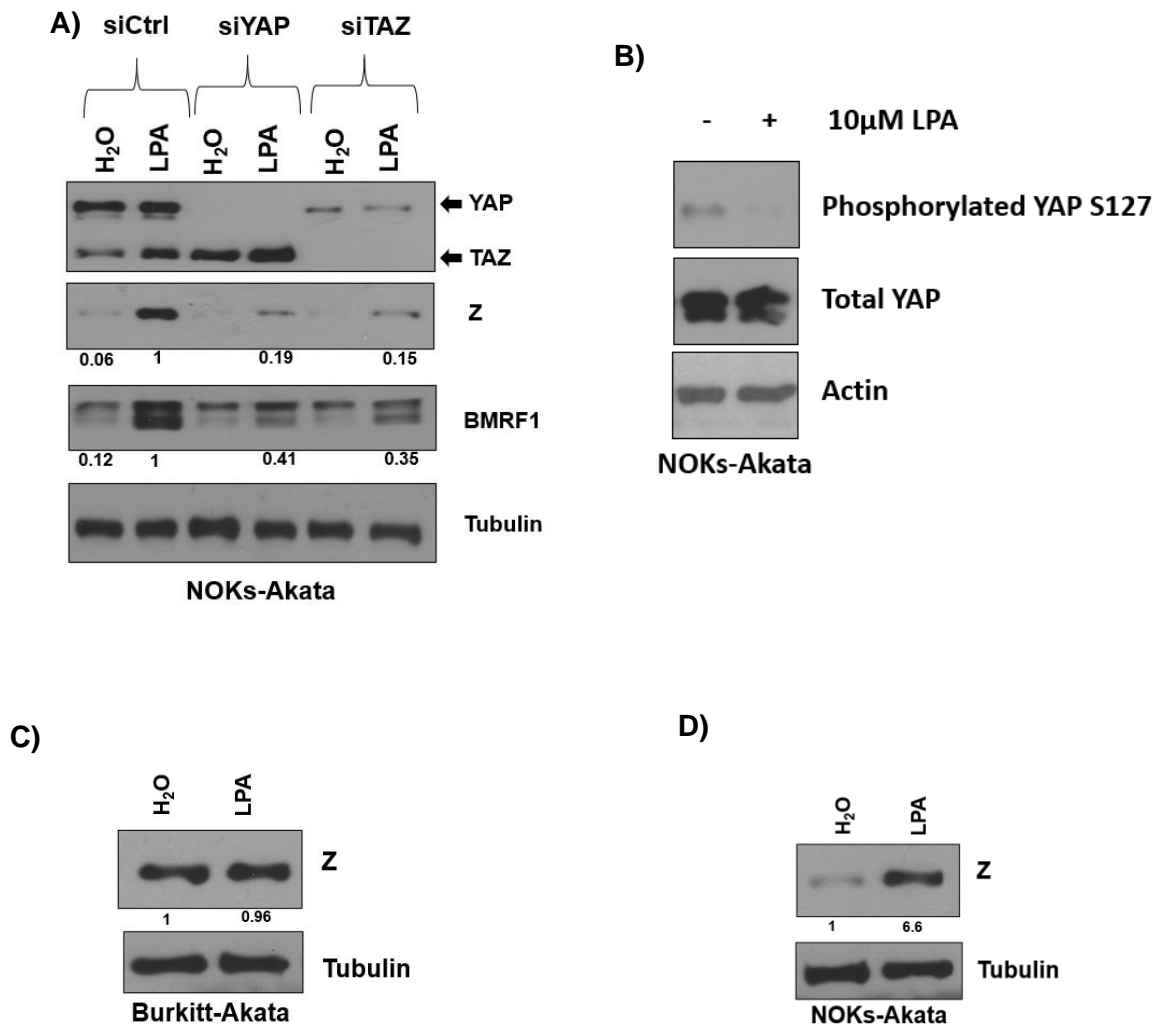 A)
siCtrl siYAP siTAZ
H₂O LPA H₂O LPA H₂O LPA
YAP
TAZ
Z
0.06 1 0.19 0.15
BMRF1
0.12 1 0.41 0.35
Tubulin
NOKs-Akata
B)
- + 10µM LPA
Phosphorylated YAP S127
Total YAP
Actin
NOKs-Akata
C)
H₂O LPA
Z
1 0.96
Tubulin
Burkitt-Akata
D)
H₂O LPA
Z
1 6.6
Tubulin
NOKs-Akata